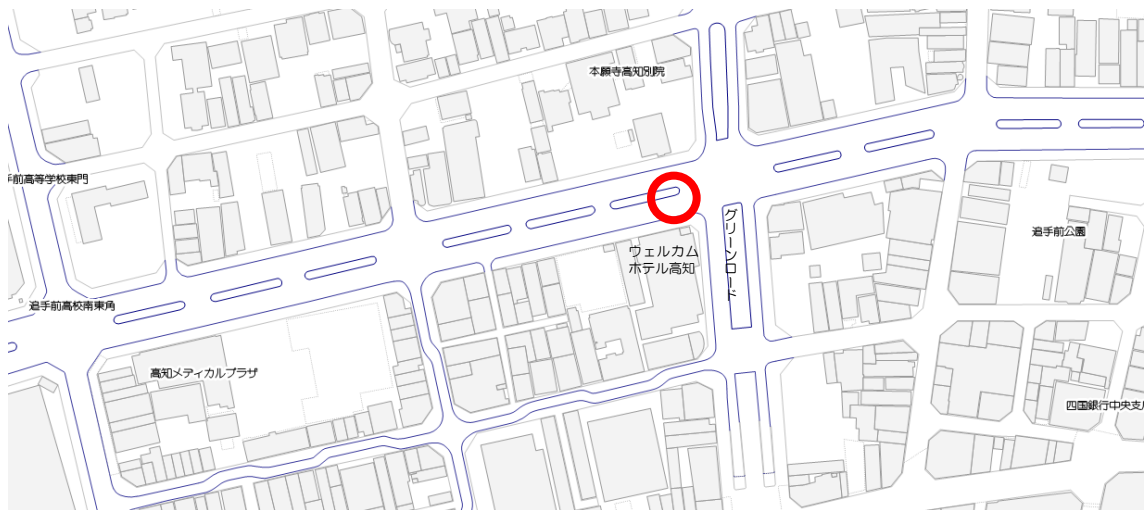 本願寺高知別院
手前高等学校東門
グリーンロード
追手前公園
ウェルカム
ホテル高知
追手前高校南東角
高知メディカルプラザ
四国銀行中央支